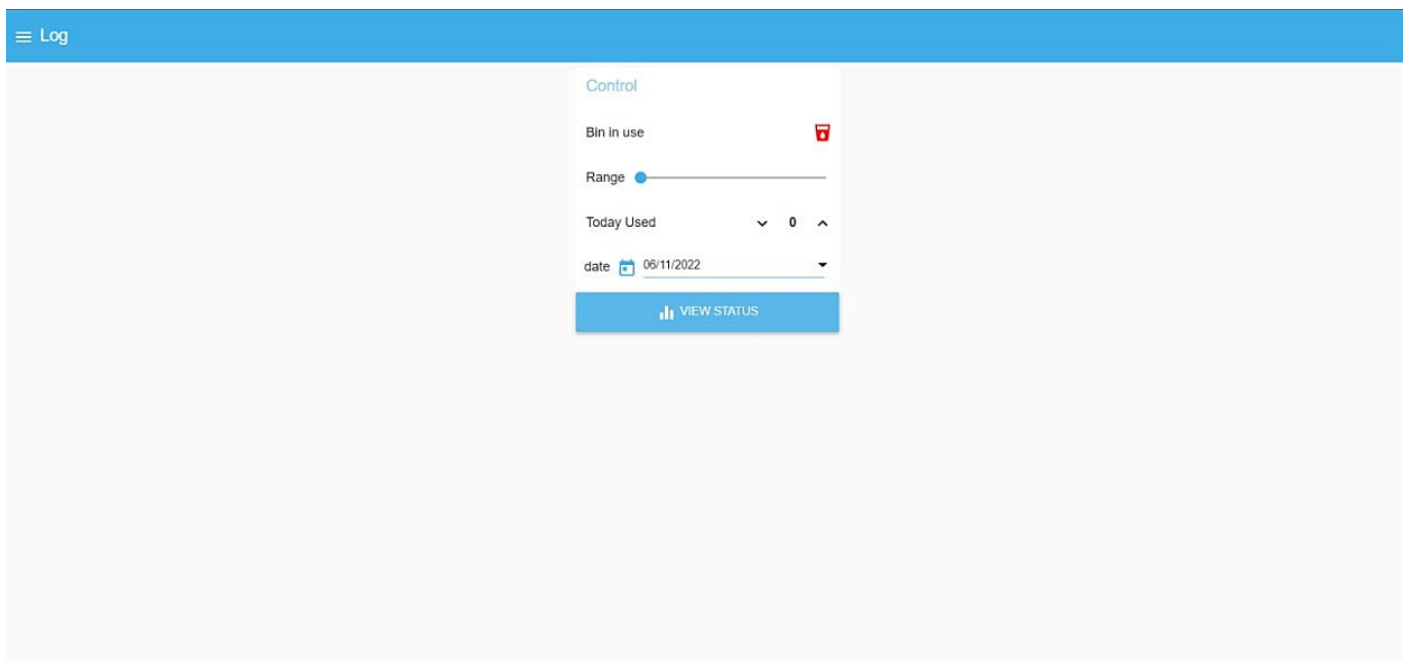 Log
Control
Bin in use
Range
Today Used 0
date 06/11/2022
VIEW STATUS